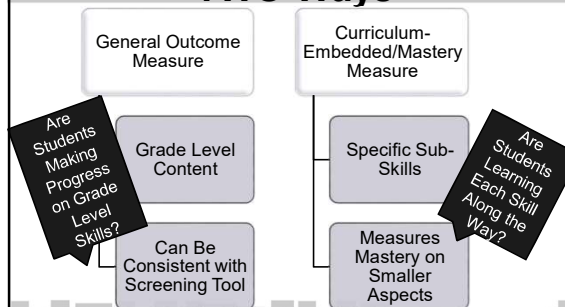 General Outcome
Measure
Curriculum-
Embedded/Mastery
Measure
Are
Students
Making
Progress
on Grade
Level
Skills?
Grade Level
Content
Specific Sub-
Skills
Are
Students
Learning
Each Skill
Along the
Way?
Can Be
Consistent with
Screening Tool
Measures
Mastery on
Smaller
Aspects